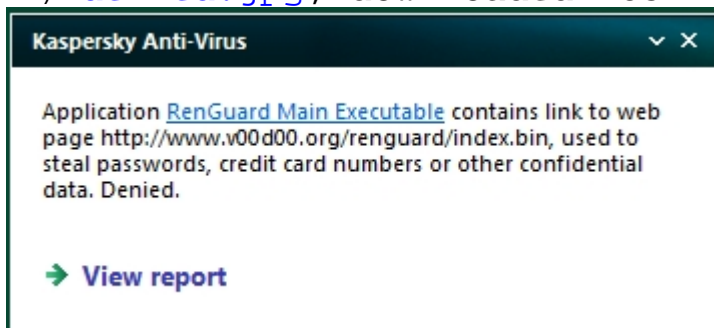 Kaspersky Anti-Virus
Application RenGuard Main Executable contains link to web
page http://www.v00d00.org/renguard/index.bin, used to
steal passwords, credit card numbers or other confidential
data. Denied.
View report